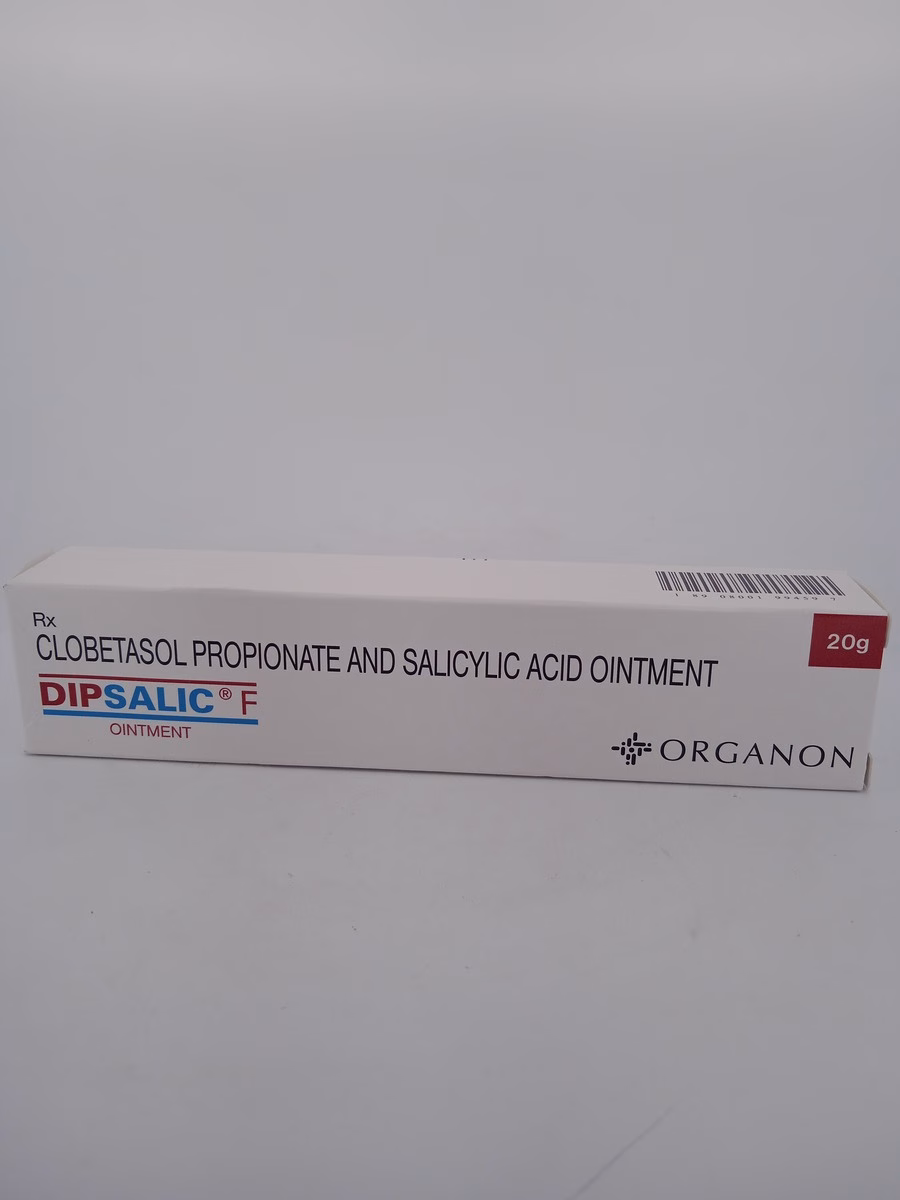 Rx
CLOBETASOL PROPIONATE AND SALICYLIC ACID OINTMENT
20g
DIPSALIC® F
OINTMENT
ORGANON